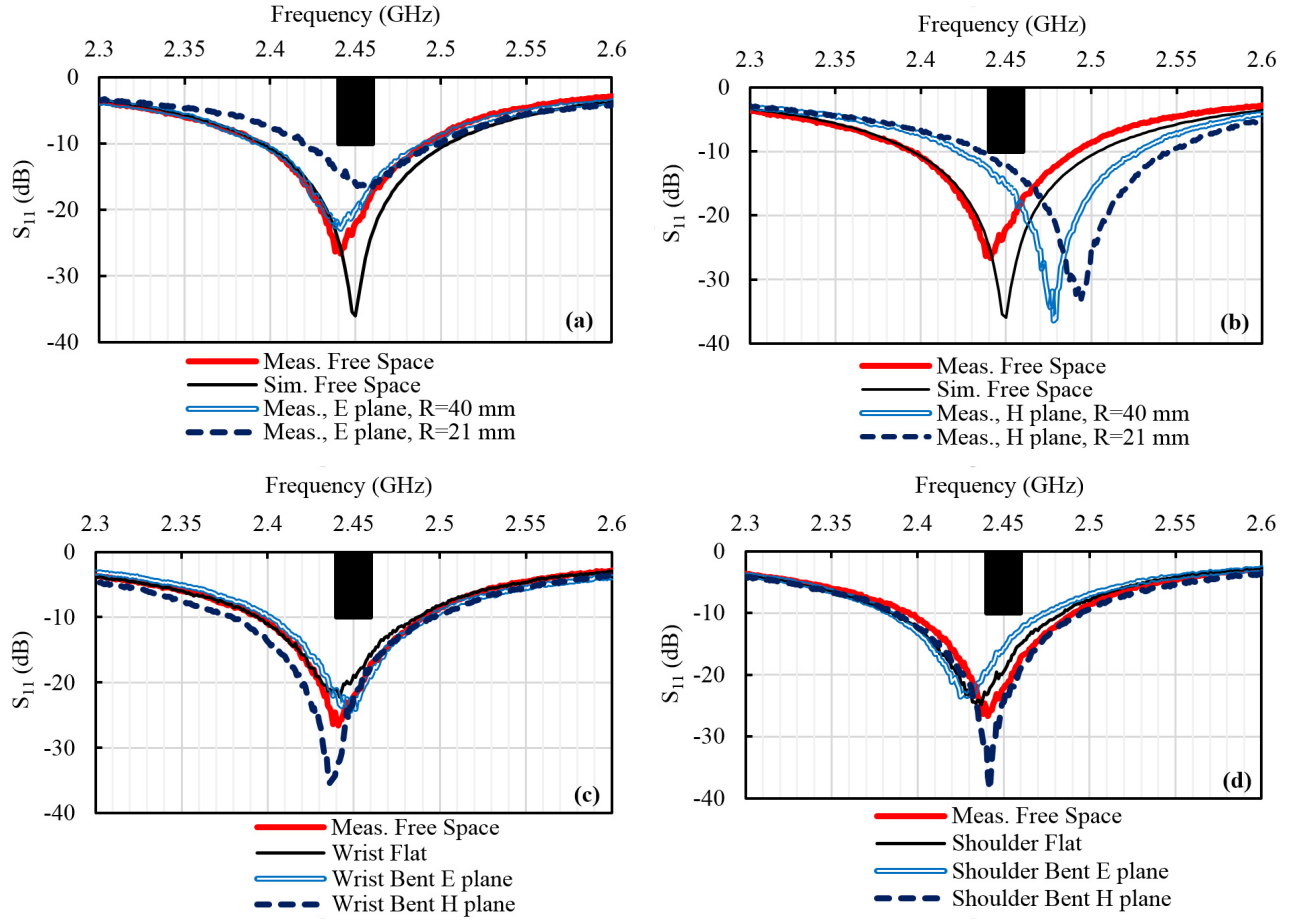 Frequency (GHz)
2.3 2.4 2.45 2.5 2.55 2.6
0
-10
-20
-30
-40
S11 (dB)
(a)
Meas. Free Space
Sim. Free Space
Meas., E plane, R=40 mm
Meas., E plane, R=21 mm
Frequency (GHz)
2.3 2.35 2.4 2.45 2.5 2.55 2.6
0
-10
-20
-30
-40
S11 (dB)
(b)
Meas. Free Space
Sim. Free Space
Meas., H plane, R=40 mm
Meas., H plane, R=21 mm
Frequency (GHz)
2.3 2.35 2.4 2.45 2.5 2.55 2.6
0
-10
-20
-30
-40
S11 (dB)
(c)
Meas. Free Space
Wrist Flat
Wrist Bent E plane
Wrist Bent H plane
Frequency (GHz)
2.3 2.35 2.4 2.45 2.5 2.55 2.6
0
-10
-20
-30
-40
S11 (dB)
(d)
Meas. Free Space
Shoulder Flat
Shoulder Bent E plane
Shoulder Bent H plane